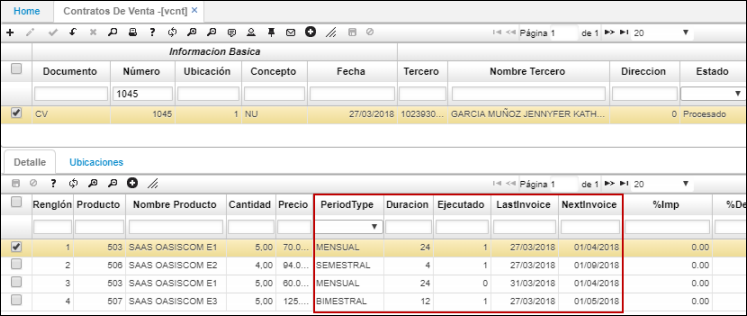 Home Contratos De Venta -[vcnt] ×
Página 1 de 1 20
Informacion Basica
Documento Número Ubicación Concepto Fecha Tercero Nombre Tercero Direccion Estado
1045
CV 1045 1 NU 27/03/2018 1023930... GARCIA MUÑOZ JENNYFER KATH... 0 Procesado
Detalle Ubicaciones
Página 1 de 1 20
Renglón Producto Nombre Producto Cantidad Precio PeriodType Duracion Ejecutado LastInvoice NextInvoice %Imp %De
1 503 SAAS OASISCOM E1 5,00 70.0... MENSUAL 24 1 27/03/2018 01/04/2018 0.00
2 506 SAAS OASISCOM E2 4,00 94.0... SEMESTRAL 4 1 27/03/2018 01/09/2018 0.00
3 503 SAAS OASISCOM E1 5,00 60.0... MENSUAL 24 0 31/03/2018 01/04/2018 0.00
4 507 SAAS OASISCOM E3 5,00 125.... BIMESTRAL 12 1 27/03/2018 01/05/2018 0.00